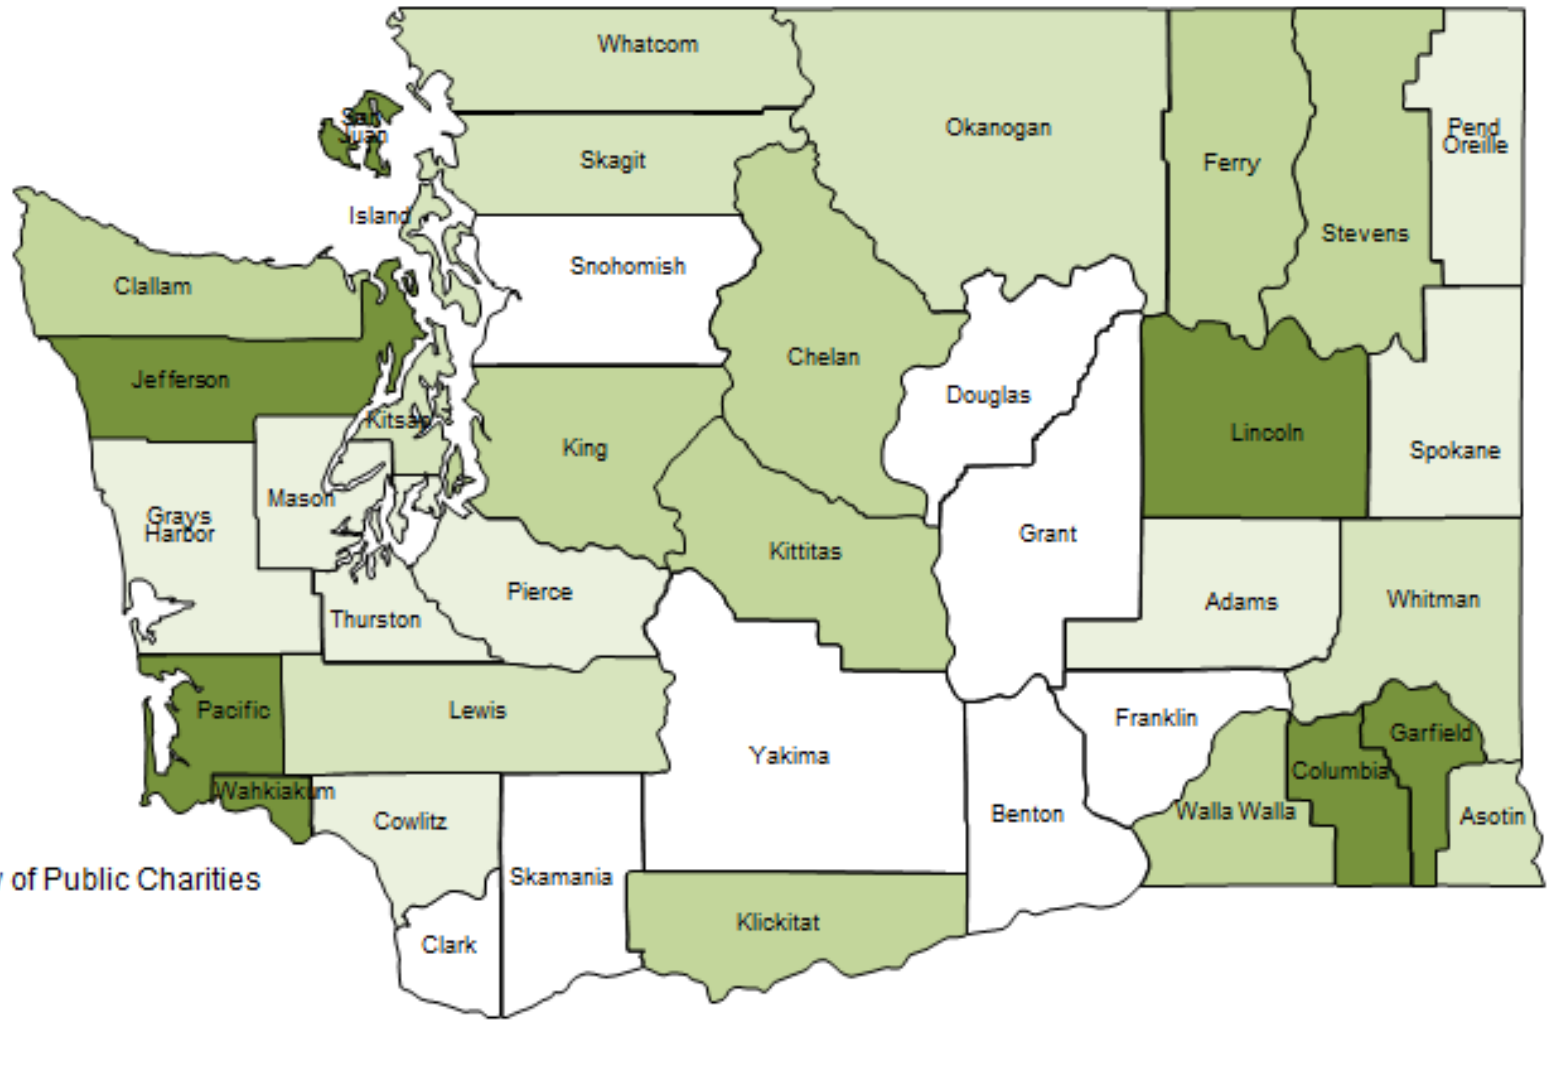 Whatcom
San
Juan
Skagit
Okanogan
Ferry
Pend
Oreille
Stevens
Island
Snohomish
Clallam
Chelan
Jefferson
Kitsap
Douglas
King
Lincoln
Spokane
Mason
Grays
Harbor
Grant
Kittitas
Pierce
Thurston
Adams
Whitman
Pacific
Lewis
Franklin
Garfield
Yakima
Columbia
Wahkiakum
Cowlitz
Benton
Walla Walla
Asotin
of Public Charities
Skamania
Klickitat
Clark